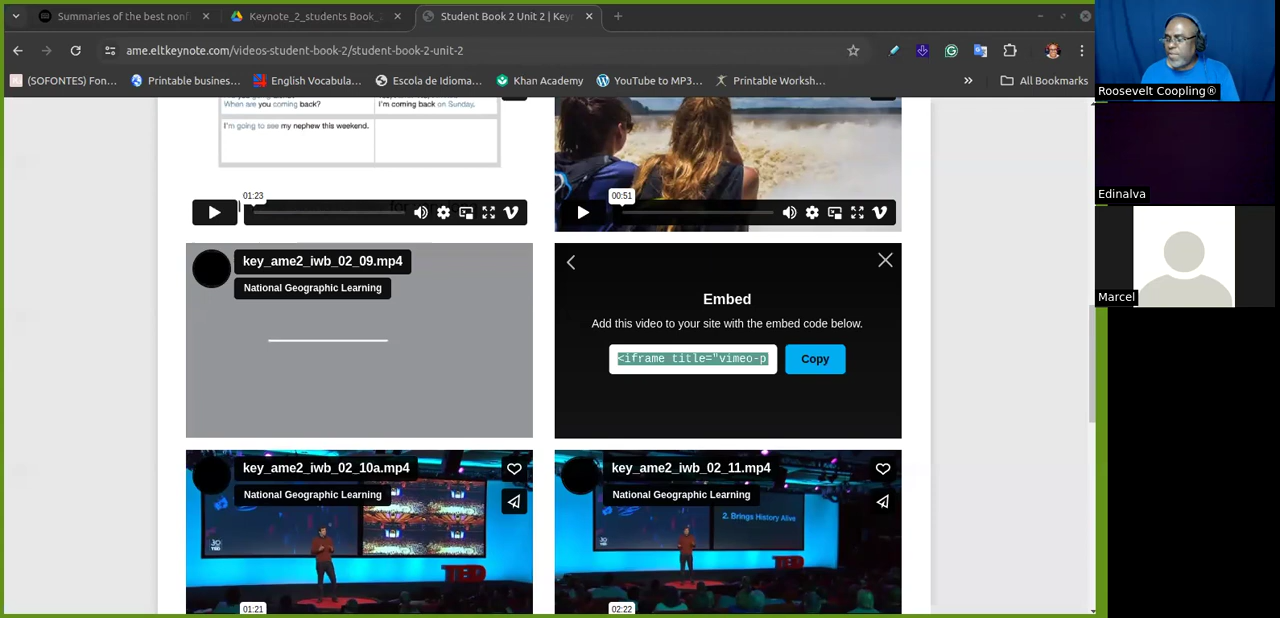 Summaries of the best nonf
Keynote_2_students Book_
Student Book 2 Unit 2 | Key
ame.eltkeynote.com/videos-student-book-2/student-book-2-unit-2
(SOFONTES) Fon...
Printable busines...
English Vocabula...
Escola de Idioma...
Khan Academy
YouTube to MP3...
Printable Worksh...
All Bookmarks
When are you coming back?
I'm coming back on Sunday.
I'm going to see my nephew this weekend.
01:23
00:51
key_ame2_iwb_02_09.mp4
National Geographic Learning
Embed
Add this video to your site with the embed code below.
<iframe title="vimeo-p
Copy
key_ame2_iwb_02_10a.mp4
National Geographic Learning
TED
01:21
key_ame2_iwb_02_11.mp4
National Geographic Learning
2. Brings History Alive
TED
02:22
Roosevelt Coopling®
Edinalva
Marcel